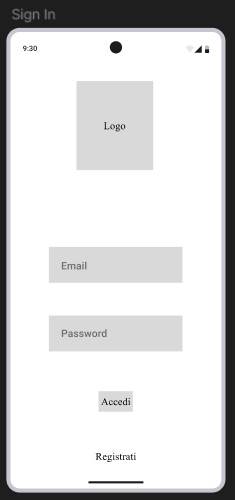 Sign In
9:30
Logo
Email
Password
Accedi
Registrati